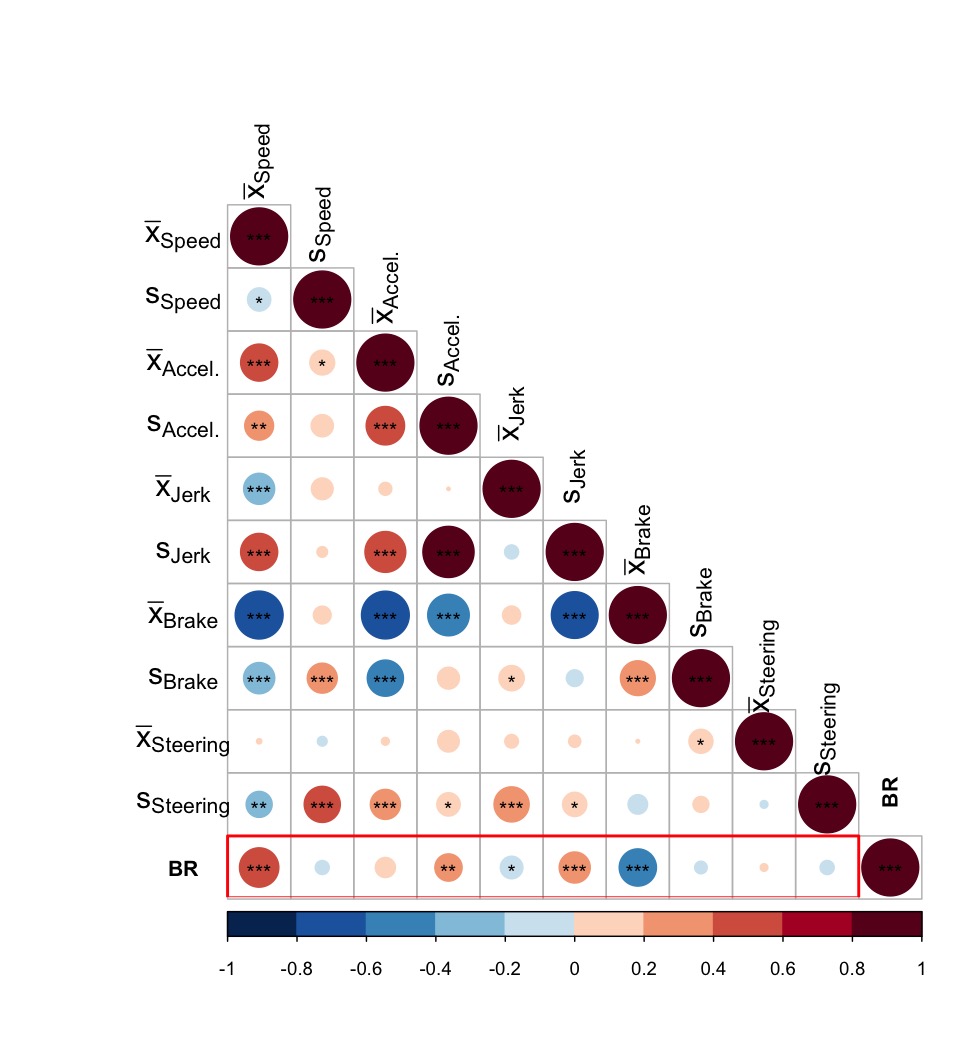 x̅Speed
sSpeed
x̅Accel.
sAccel.
x̅Jerk
sJerk
x̅Brake
sBrake
x̅Steering
sSteering
BR
x̅Speed ***
sSpeed * ***
x̅Accel. *** * ***
sAccel. ** *** ***
x̅Jerk *** ***
sJerk *** *** *** ***
x̅Brake *** *** *** *** ***
sBrake *** *** *** * *** ***
x̅Steering * ***
sSteering ** *** *** * *** * ***
BR *** ** * *** *** ***
-1 -0.8 -0.6 -0.4 -0.2 0 0.2 0.4 0.6 0.8 1